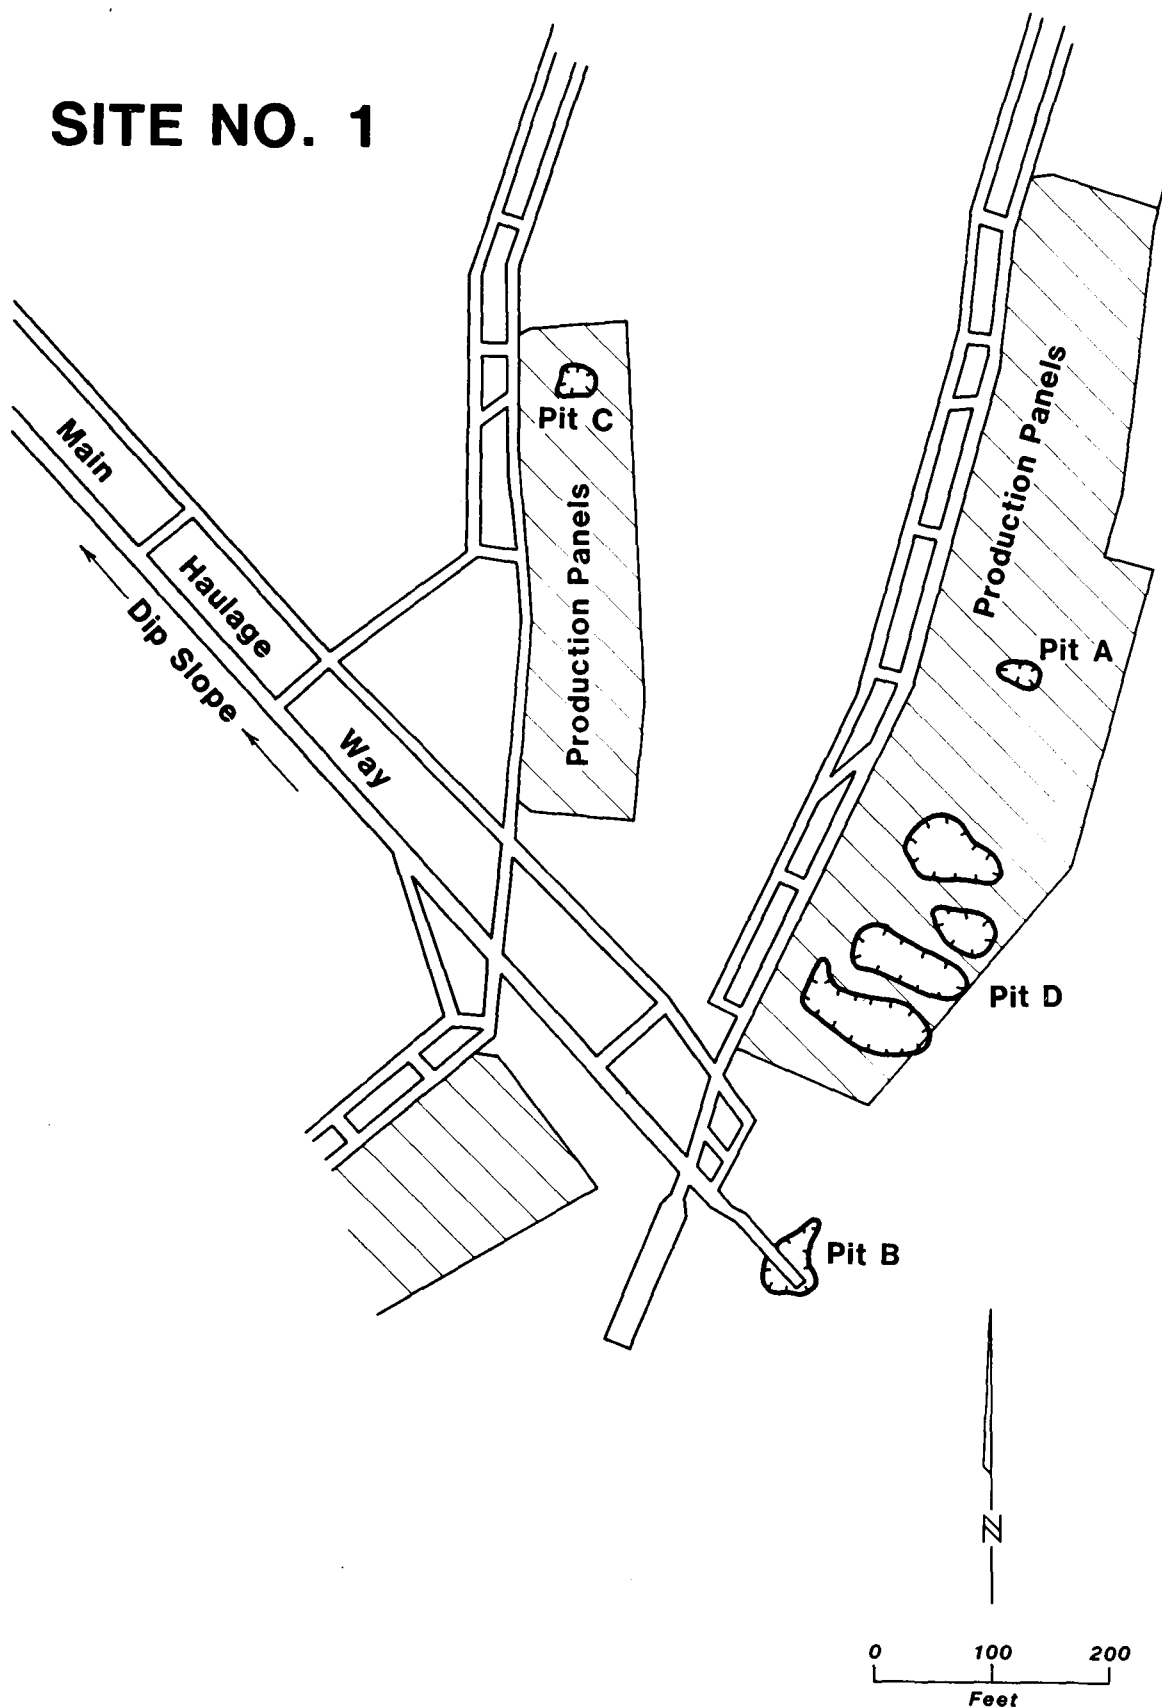 SITE NO. 1
Main
Haulage
Way
Dip Slope
Pit C
Production Panels
Production Panels
Pit A
Pit D
Pit B
N
0 100 200
Feet